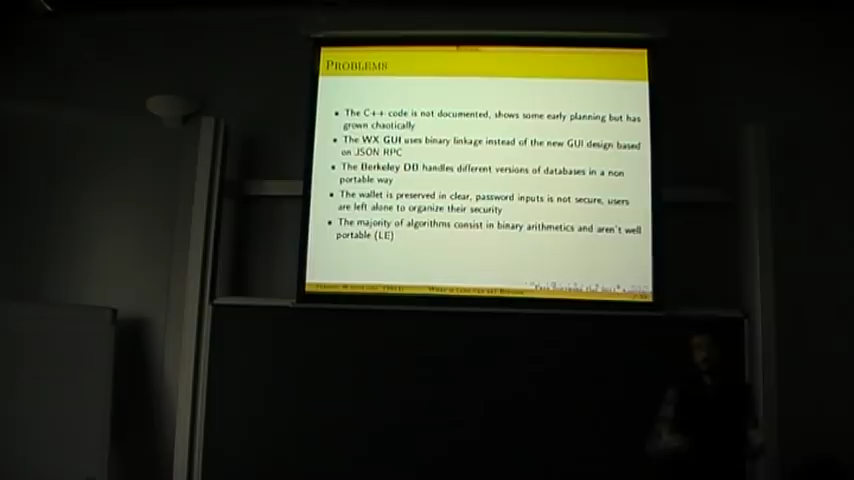 PROBLEMS
The C++ code is not documented, shows some early planning but has
grown chaotically
The WX GUI uses binary linkage instead of the new GUI design based
on JSON RPC
The Berkeley DB handles different versions of databases in a non
portable way
The wallet is preserved in clear, password inputs is not secure, users
are left alone to organize their security
The majority of algorithms consist in binary arithmetics and aren't well
portable (LE)